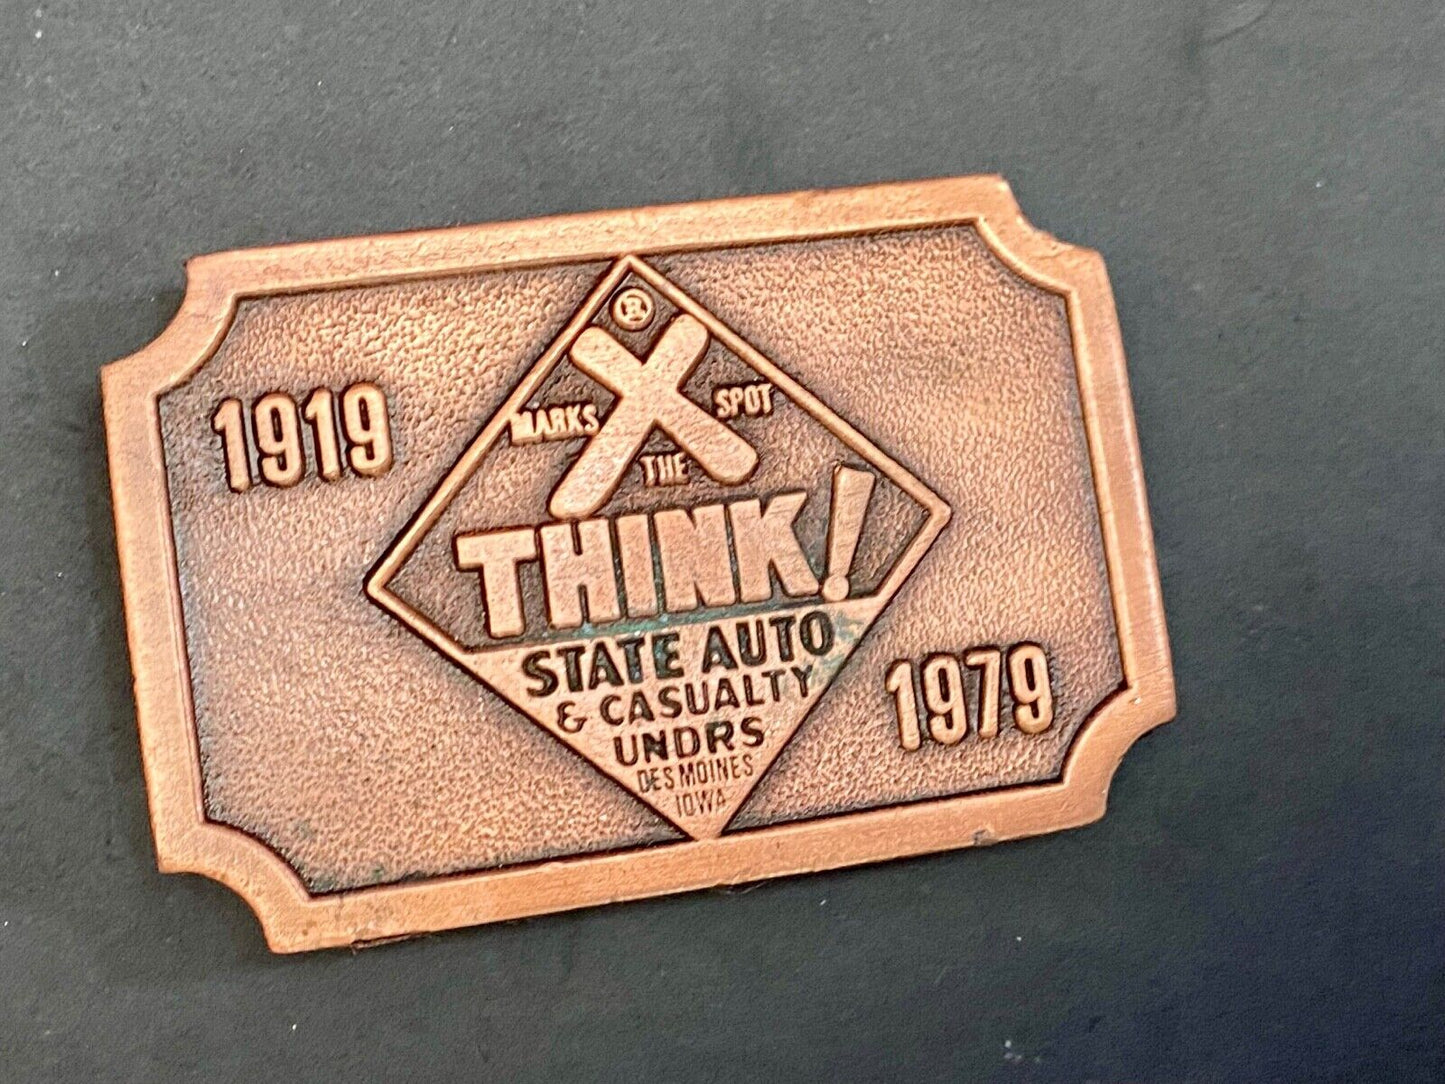 1919
®
X
MARKS THE SPOT
THINK!
STATE AUTO
& CASUALTY
UNDRS
DES MOINES
IOWA
1979